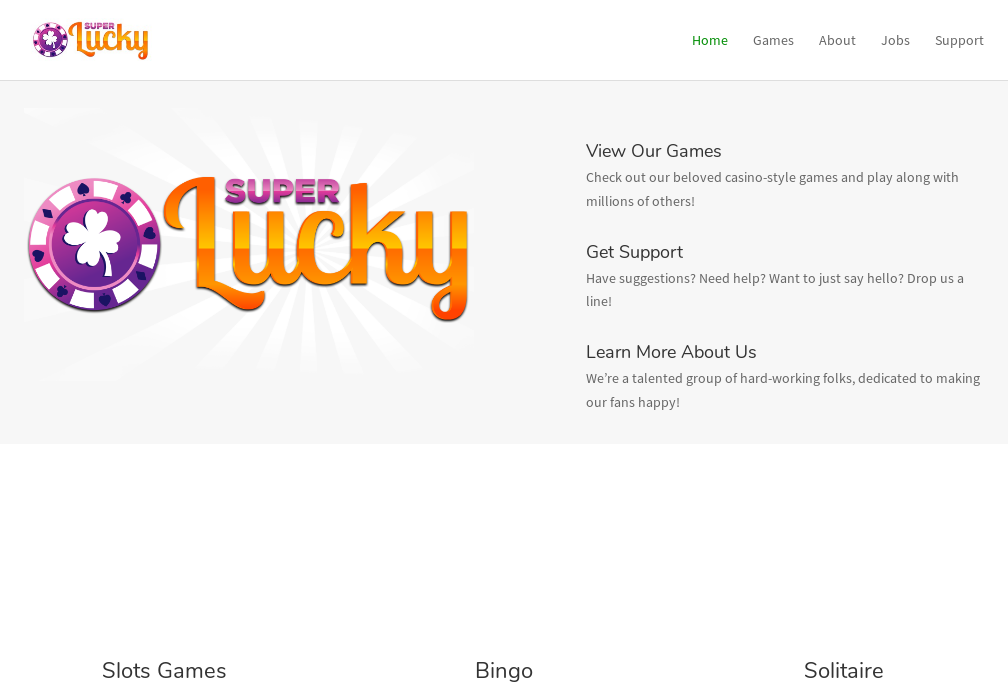 SUPER
Lucky
Home Games About Jobs Support
SUPER
Lucky
View Our Games
Check out our beloved casino-style games and play along with
millions of others!
Get Support
Have suggestions? Need help? Want to just say hello? Drop us a
line!
Learn More About Us
We’re a talented group of hard-working folks, dedicated to making
our fans happy!
Slots Games
Bingo
Solitaire